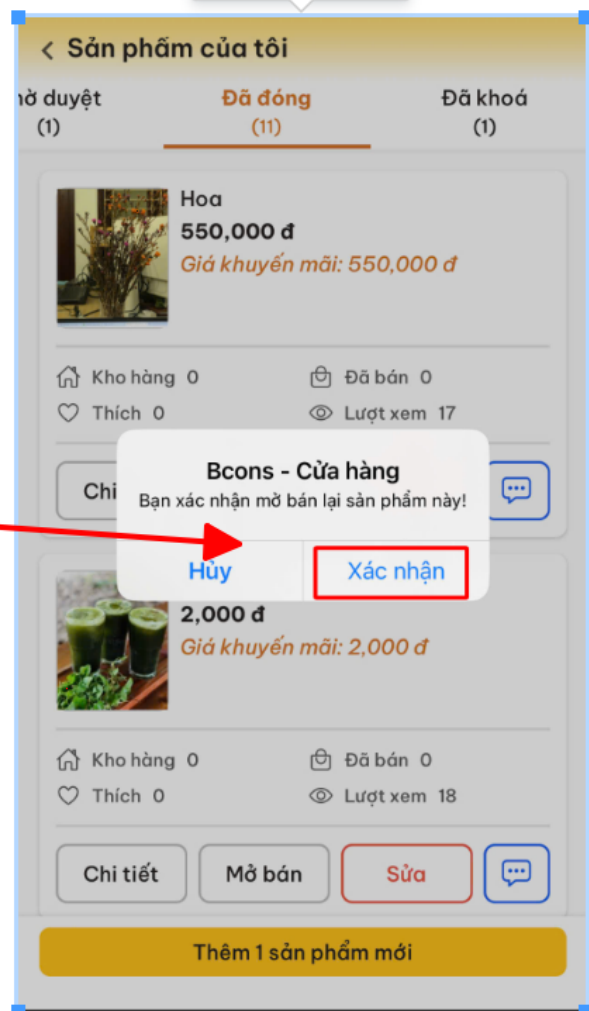 Sản phẩm của tôi
hờ duyệt
(1)
Đã đóng
(11)
Đã khoá
(1)
Hoa
550,000 đ
Giá khuyến mãi: 550,000 đ
Kho hàng 0
Đã bán 0
Thích 0
Lượt xem 17
Chi
Bcons - Cửa hàng
Bạn xác nhận mở bán lại sản phẩm này!
Hủy
Xác nhận
2,000 đ
Giá khuyến mãi: 2,000 đ
Kho hàng 0
Đã bán 0
Thích 0
Lượt xem 18
Chi tiết
Mở bán
Sửa
Thêm 1 sản phẩm mới